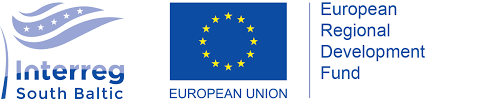 Interreg
South Baltic
EUROPEAN UNION
European
Regional
Development
Fund